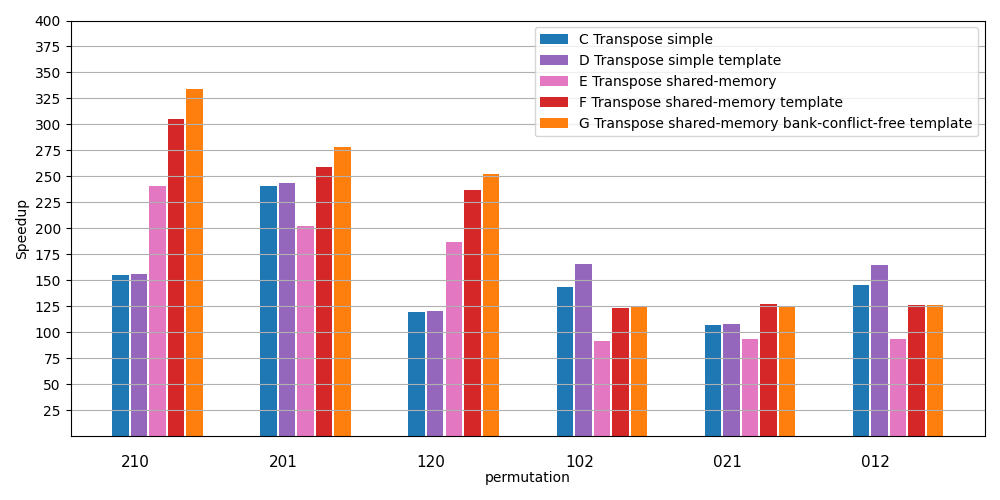 400
375
350
325
300
275
250
225
200
175
150
125
100
75
50
25
Speedup
C Transpose simple
D Transpose simple template
E Transpose shared-memory
F Transpose shared-memory template
G Transpose shared-memory bank-conflict-free template
210 201 120 102 021 012
permutation